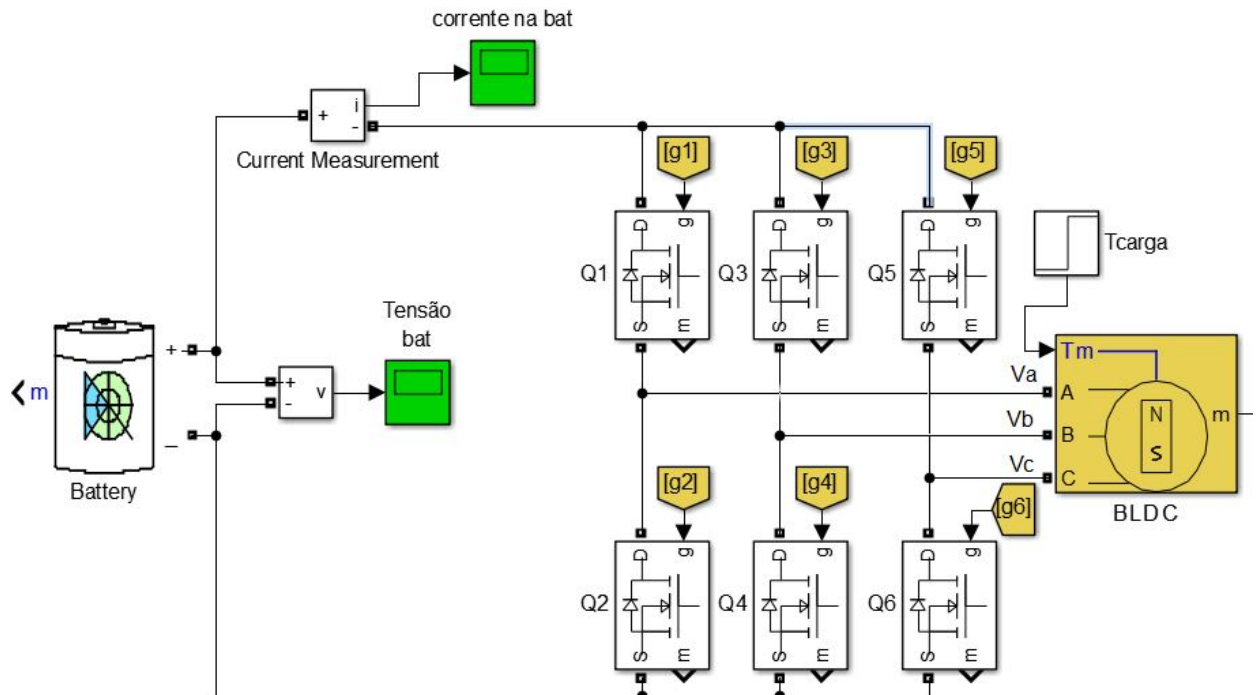 corrente na bat
+
i
-
Current Measurement
[g1]
[g3]
[g5]
D
g
D
g
D
g
Q1
Q3
Q5
S
m
S
m
S
m
Tcarga
Tensão
bat
m
+
_
+
-
v
Battery
Tm
Va
A
Vb
B
Vc
C
N
S
m
BLDC
[g2]
[g4]
[g6]
D
g
D
g
D
g
Q2
Q4
Q6
S
m
S
m
S
m